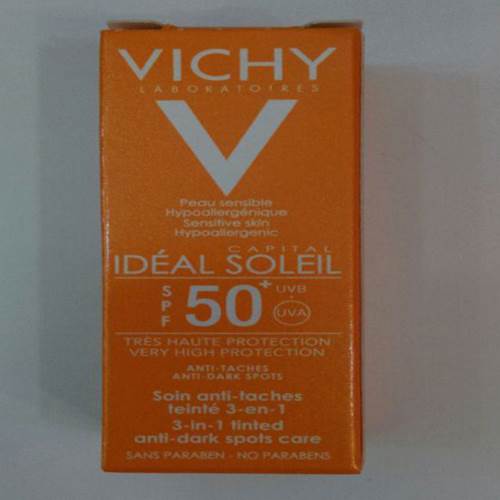 VICHY
LABORATOIRES
V
Peau sensible
Hypoallergénique
Sensitive skin
Hypoallergenic
CAPITAL
IDÉAL SOLEIL
SPF 50+ UVB + UVA
TRÈS HAUTE PROTECTION
VERY HIGH PROTECTION
ANTI-TACHES
ANTI-DARK SPOTS
Soin anti-taches
teinté 3-en-1
3-in-1 tinted
anti-dark spots care
SANS PARABEN - NO PARABENS